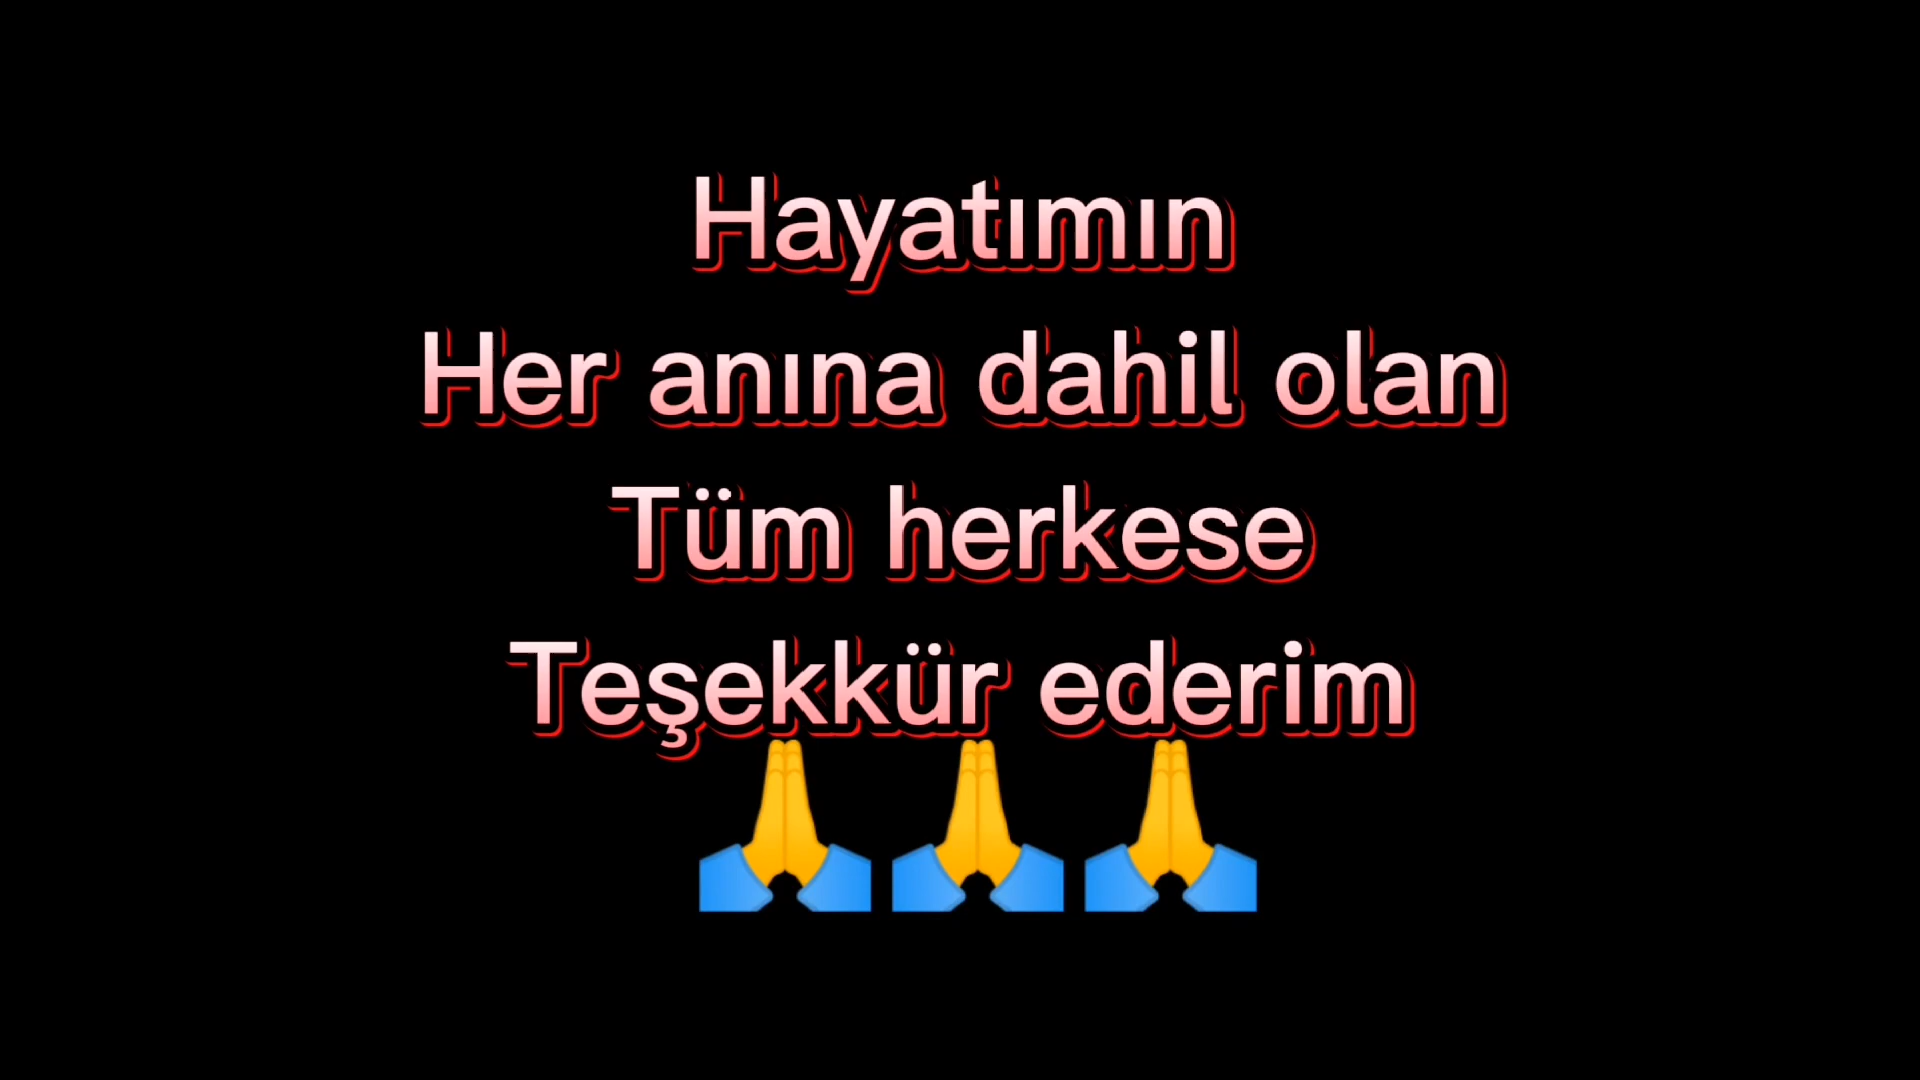 Hayatımın
Her anına dahil olan
Tüm herkese
Teşekkür ederim
🙏🙏🙏